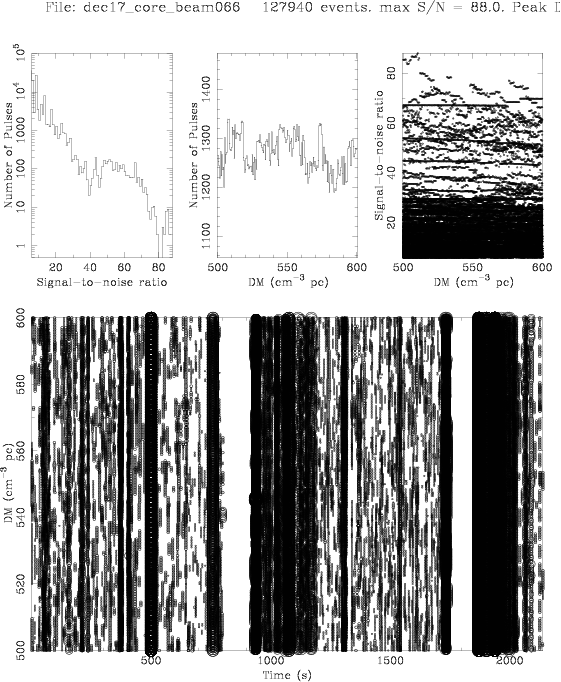 File: dec17_core_beam066 127940 events. max S/N = 88.0. Peak D
Number of Pulses
1 10 100 1000 10^4 10^5
20 40 60 80
Signal-to-noise ratio
Number of Pulses
1100 1200 1300 1400
500 550 600
DM (cm^-3 pc)
Signal-to-noise ratio
20 40 60 80
500 550 600
DM (cm^-3 pc)
DM (cm^-3 pc)
500 520 540 560 580 600
500 1000 1500 2000
Time (s)